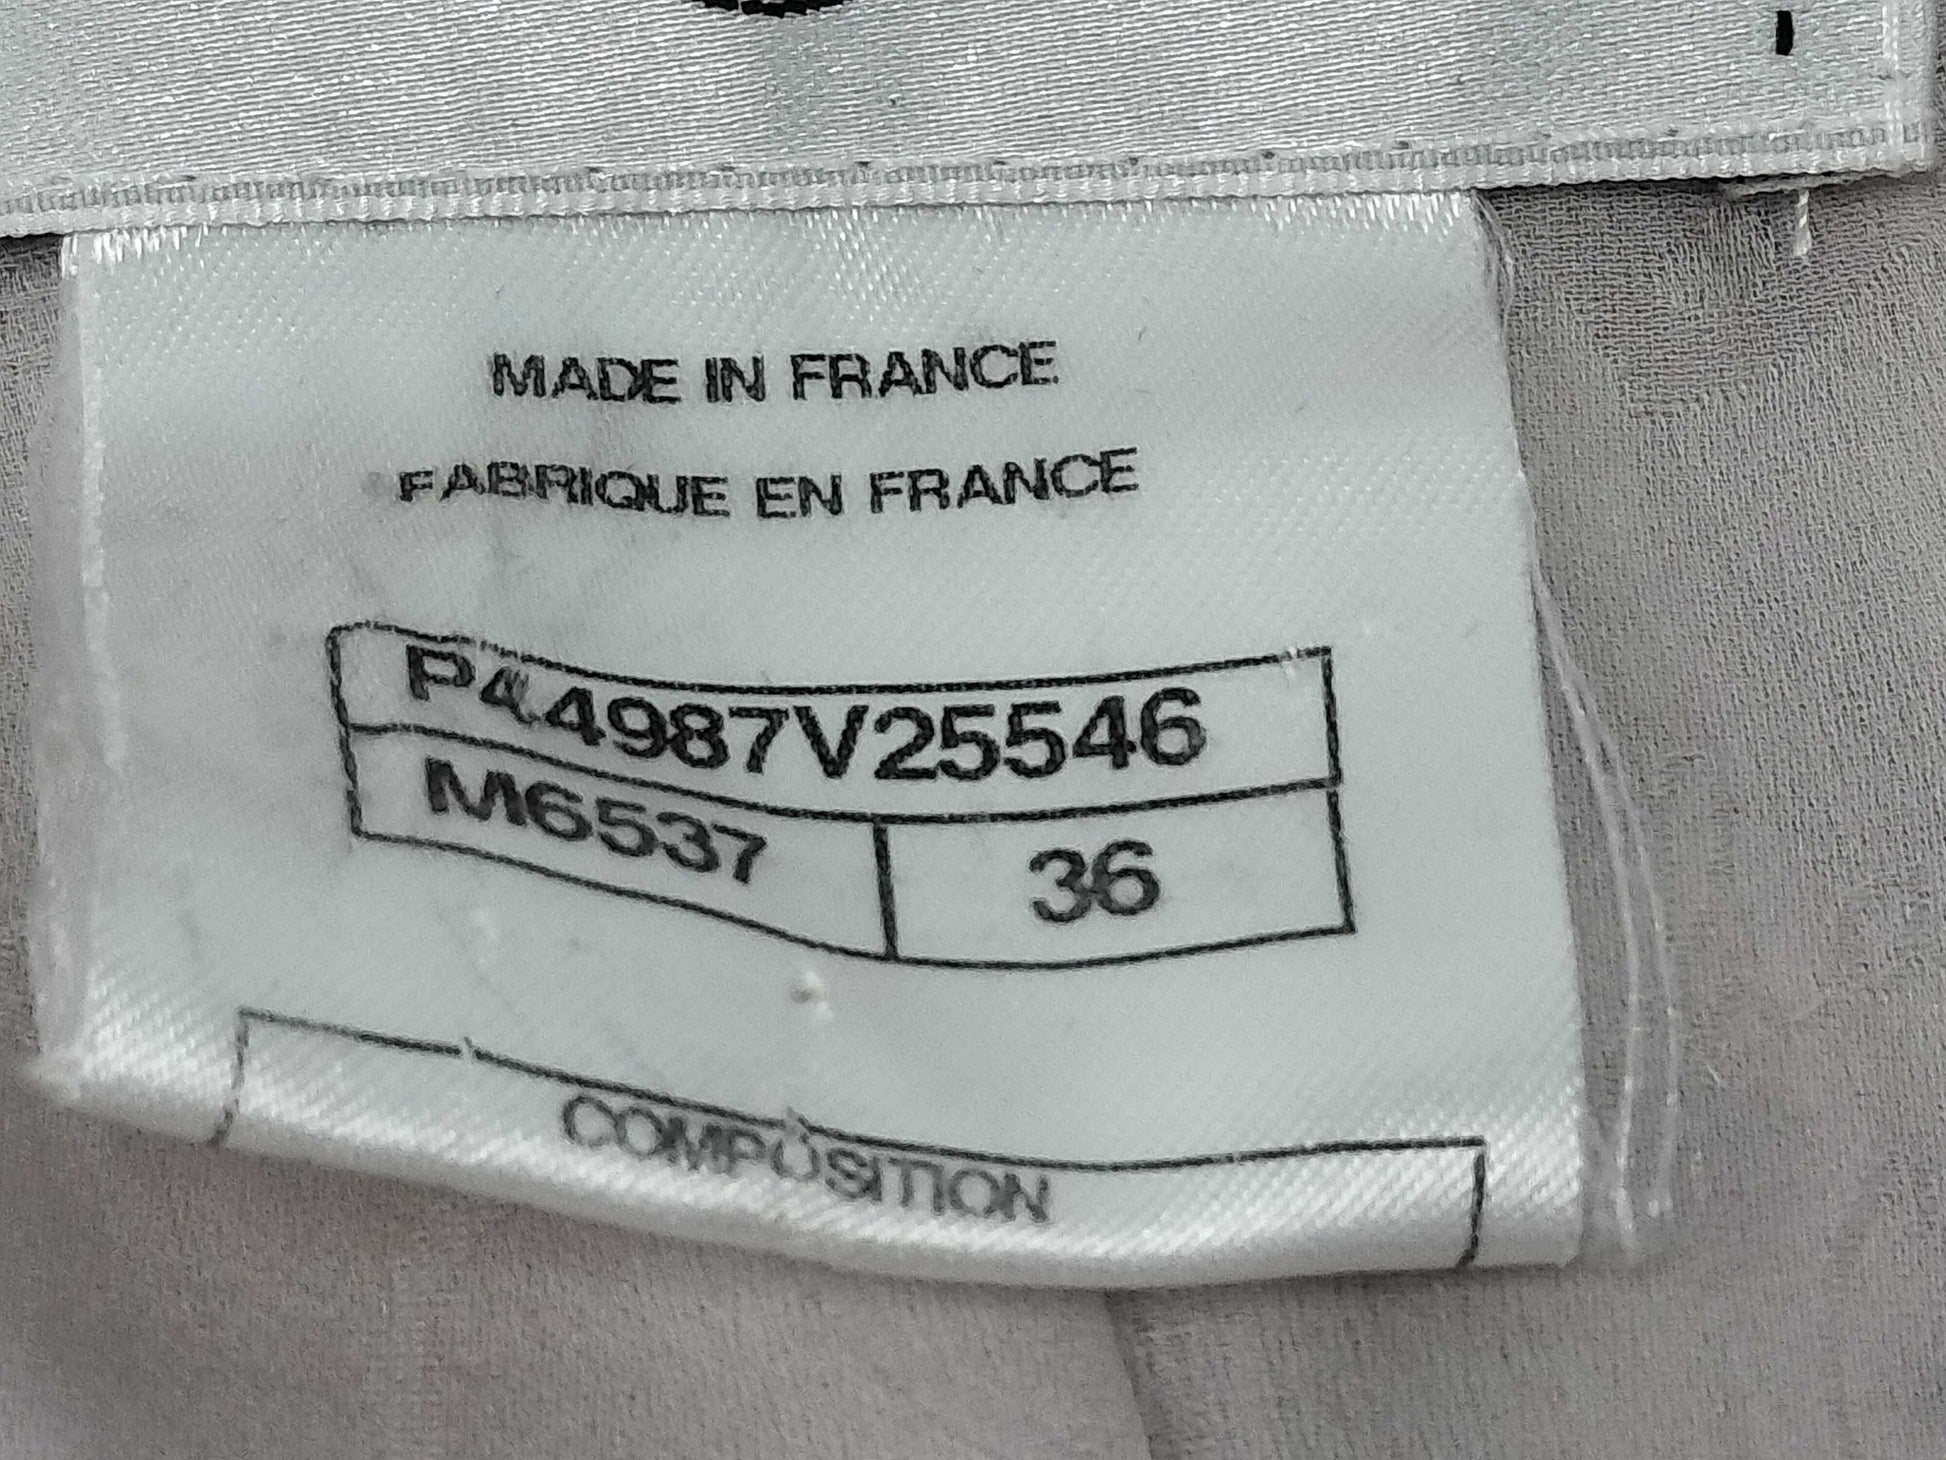 MADE IN FRANCE
FABRIQUE EN FRANCE
P44987V25546
M6537 36
COMPOSITION